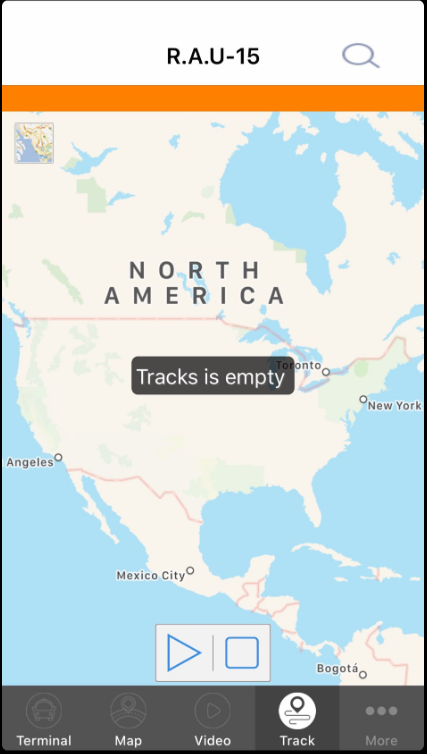 R.A.U-15
NORTH
AMERICA
Toronto
Tracks is empty
New York
Angeles
Mexico City
Bogotá
Terminal
Map
Video
Track
More